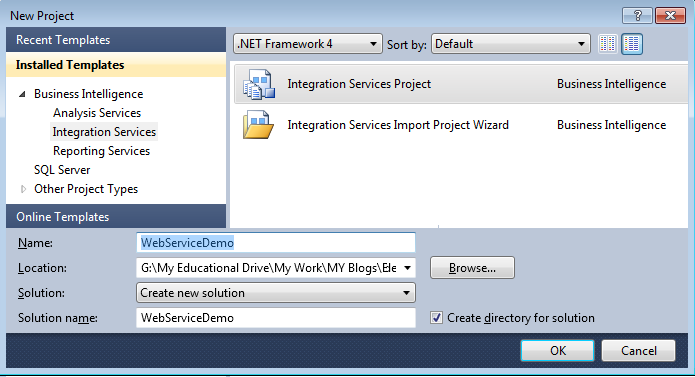 New Project
Recent Templates
Installed Templates
Business Intelligence
Analysis Services
Integration Services
Reporting Services
SQL Server
Other Project Types
Online Templates
.NET Framework 4 Sort by: Default
Integration Services Project Business Intelligence
Integration Services Import Project Wizard Business Intelligence
Name: WebServiceDemo
Location: G:\My Educational Drive\My Work\MY Blogs\
Browse...
Solution: Create new solution
Solution name: WebServiceDemo
Create directory for solution
OK Cancel